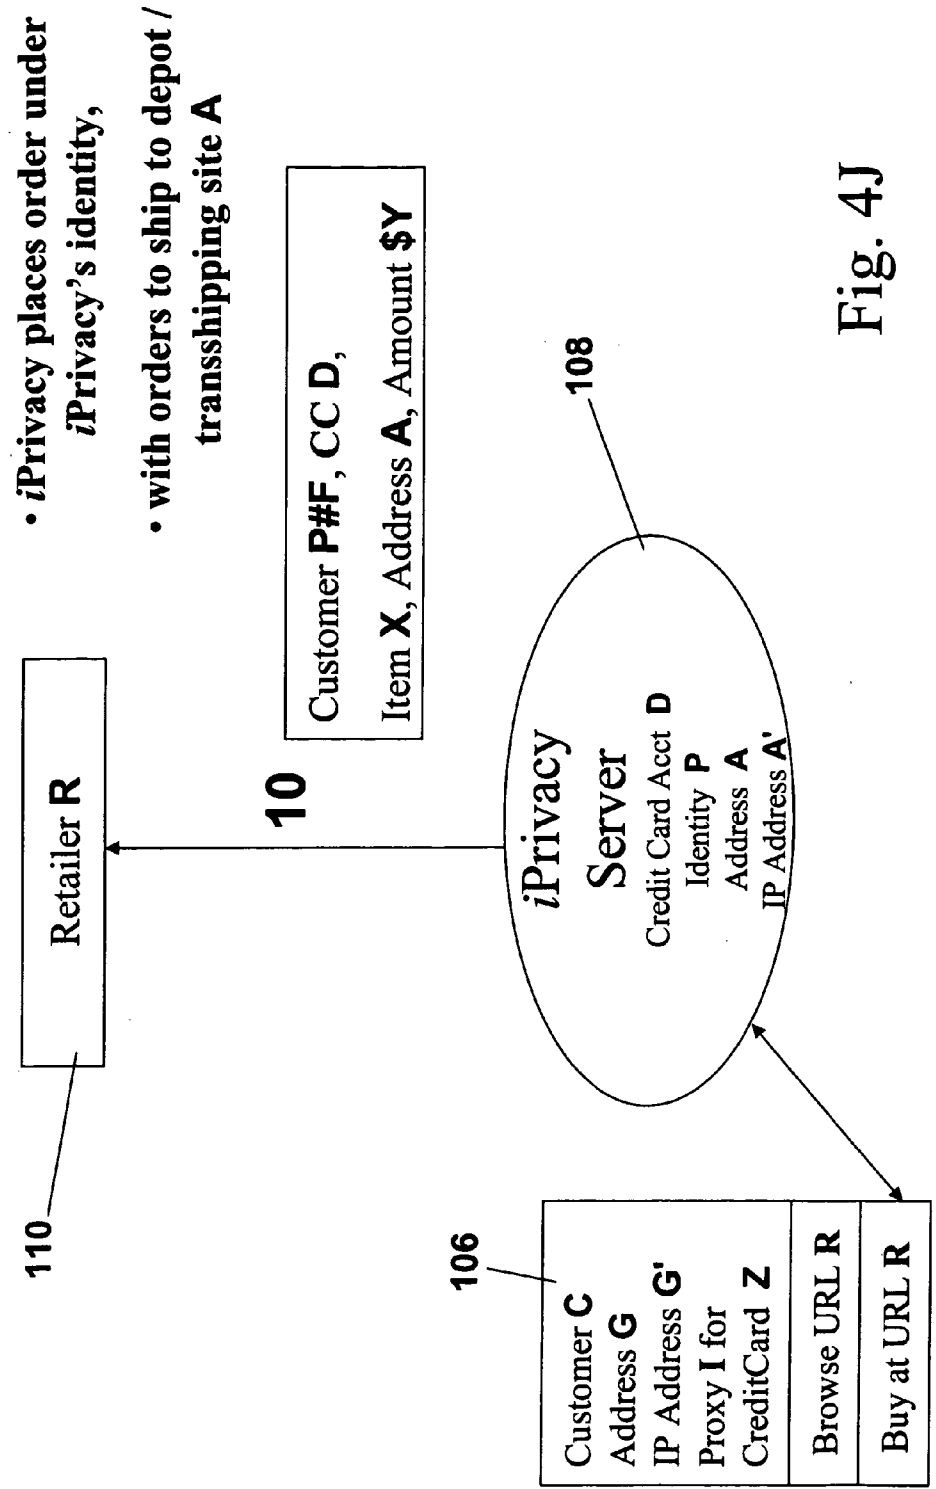 • iPrivacy places order under
iPrivacy's identity,
• with orders to ship to depot /
transshipping site A
110
Retailer R
10
Customer P#F, CC D,
Item X, Address A, Amount $Y
108
iPrivacy
Server
Credit Card Acct D
Identity P
Address A
IP Address A'
106
Customer C
Address G
IP Address G'
Proxy I for
CreditCard Z
Browse URL R
Buy at URL R
Fig. 4J